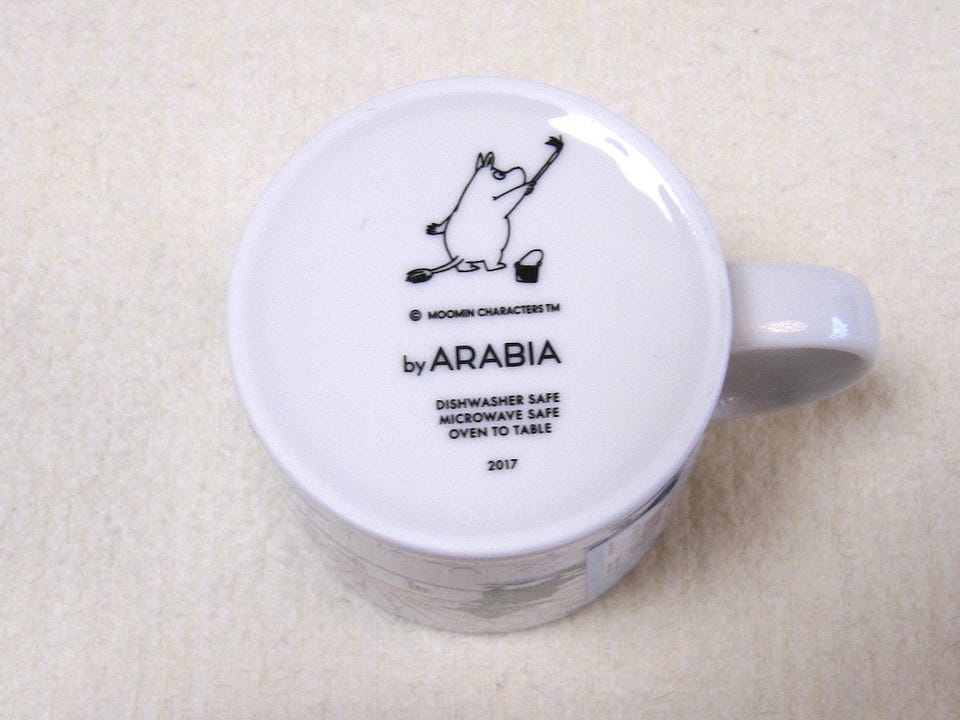 © MOOMIN CHARACTERS TM
by ARABIA
DISHWASHER SAFE
MICROWAVE SAFE
OVEN TO TABLE
2017